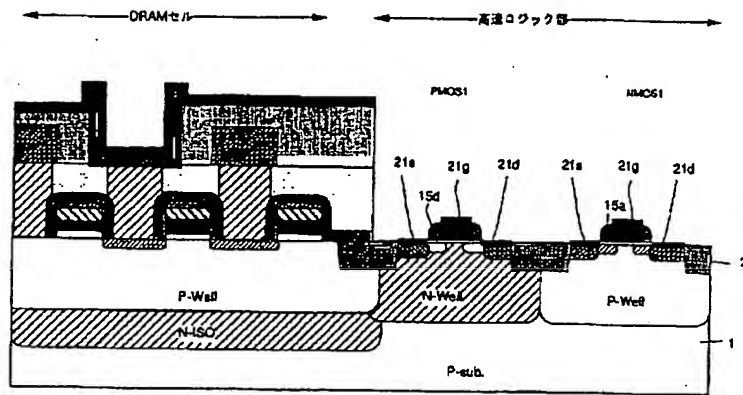 DRAMセル
高速ロジック部
PMOS1
NMOS1
21s
21g
21d
21s
21g
21d
15d
15a
2
P-Well
N-Well
P-Well
N-ISO
1
P-sub.